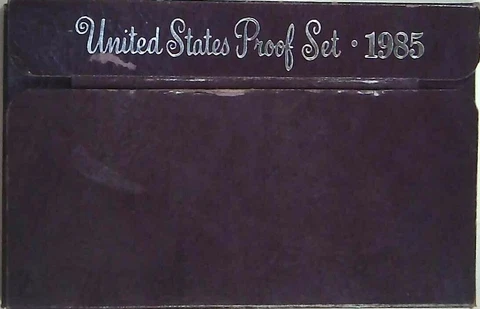 United States Proof Set • 1985